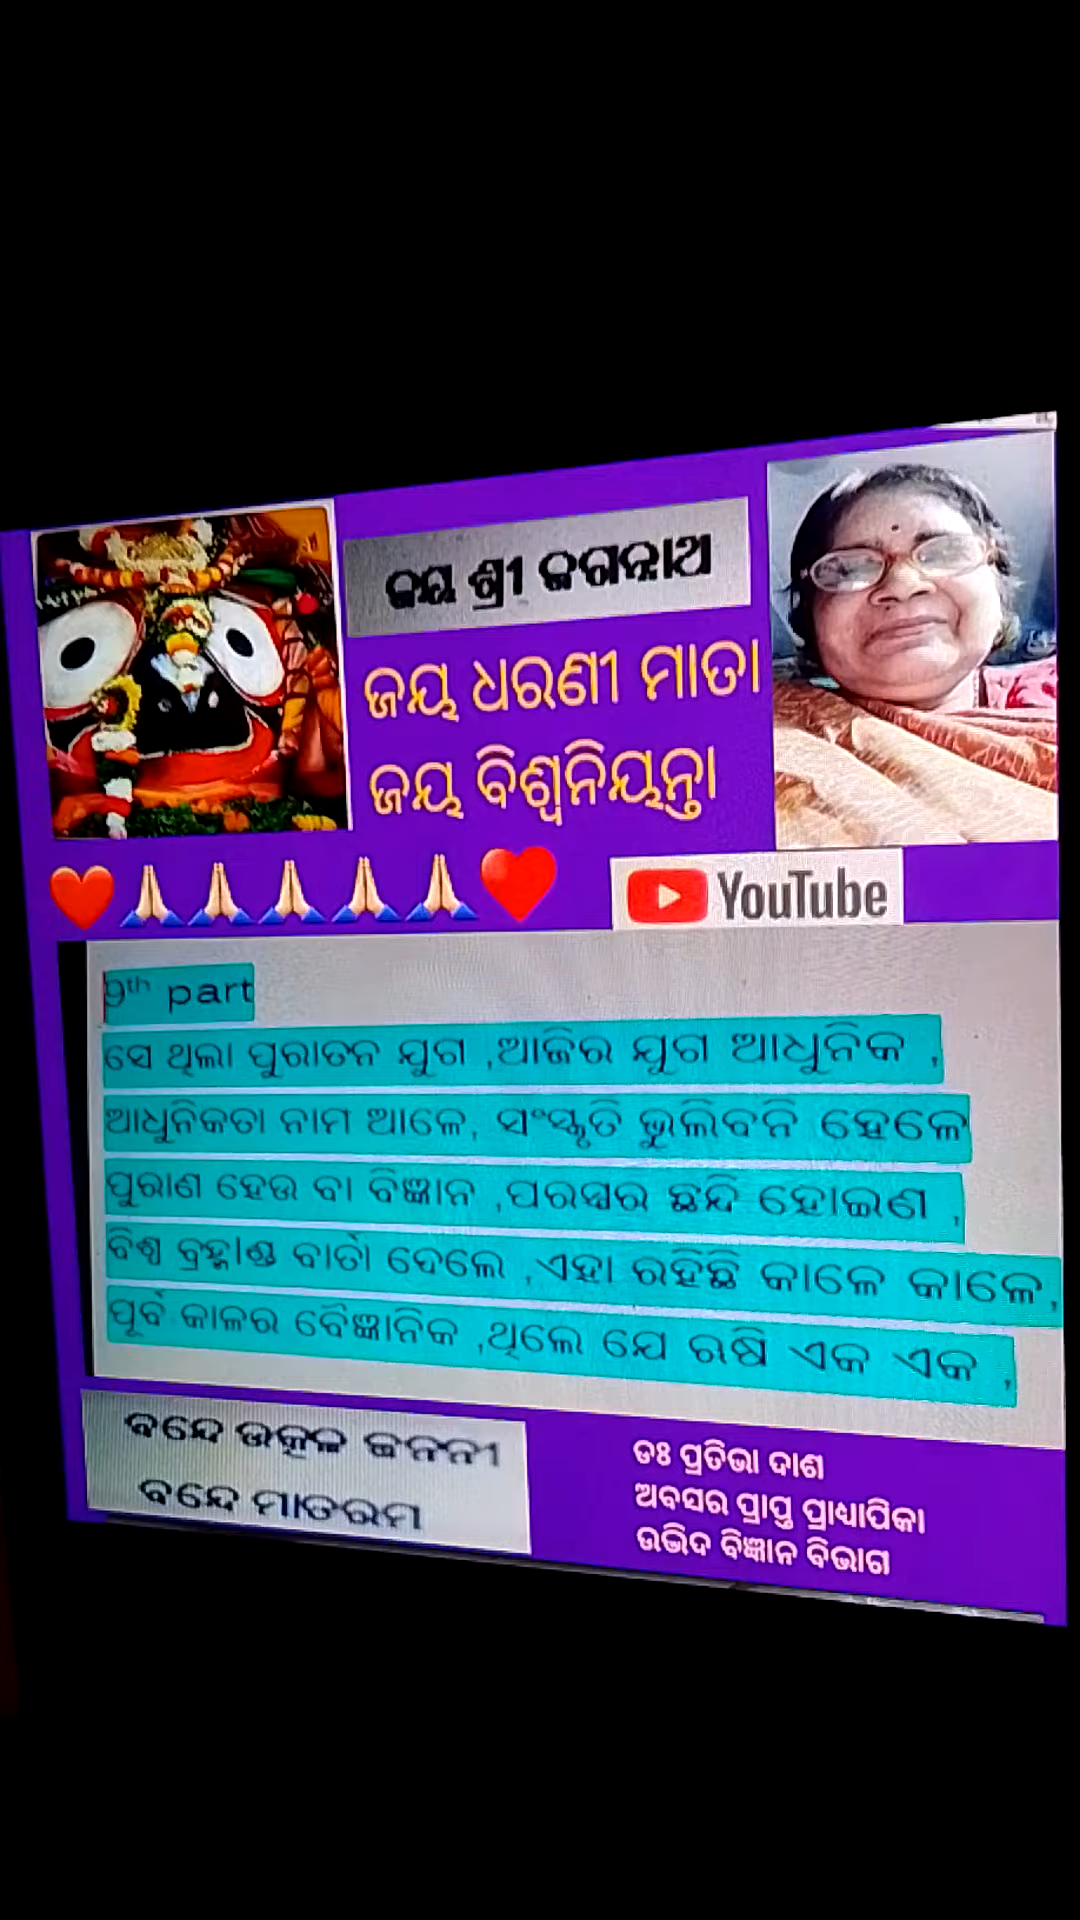 ଜୟ ଶ୍ରୀ ଜଗନ୍ନାଥ
ଜୟ ଧରଣୀ ମାତା
ଜୟ ବିଶ୍ୱନିୟନ୍ତା
YouTube
9th part
ସେ ଥିଲା ପୁରାତନ ଯୁଗ ,ଆଜିର ଯୁଗ ଆଧୁନିକ ,
ଆଧୁନିକତା ନାମ ଆଳେ, ସଂସ୍କୃତି ଭୁଲିବନି ହେଳେ
ପୁରାଣ ହେଉ ବା ବିଜ୍ଞାନ ,ପରସ୍ପର ଛନ୍ଦି ହୋଇଣ ,
ବିଶ୍ୱ ବ୍ରହ୍ମାଣ୍ଡ ବାର୍ତା ଦେଲେ ,ଏହା ରହିଛି କାଳେ କାଳେ,
ପୂର୍ବ କାଳର ବୈଜ୍ଞାନିକ ,ଥିଲେ ଯେ ଋଷି ଏକ ଏକ ,
ବନ୍ଦେ ଉତ୍କଳ ଜନନୀ
ବନ୍ଦେ ମାତରମ
ଡଃ ପ୍ରତିଭା ଦାଶ
ଅବସର ପ୍ରାପ୍ତ ପ୍ରାଧ୍ୟାପିକା
ଉଦ୍ଭିଦ ବିଜ୍ଞାନ ବିଭାଗ